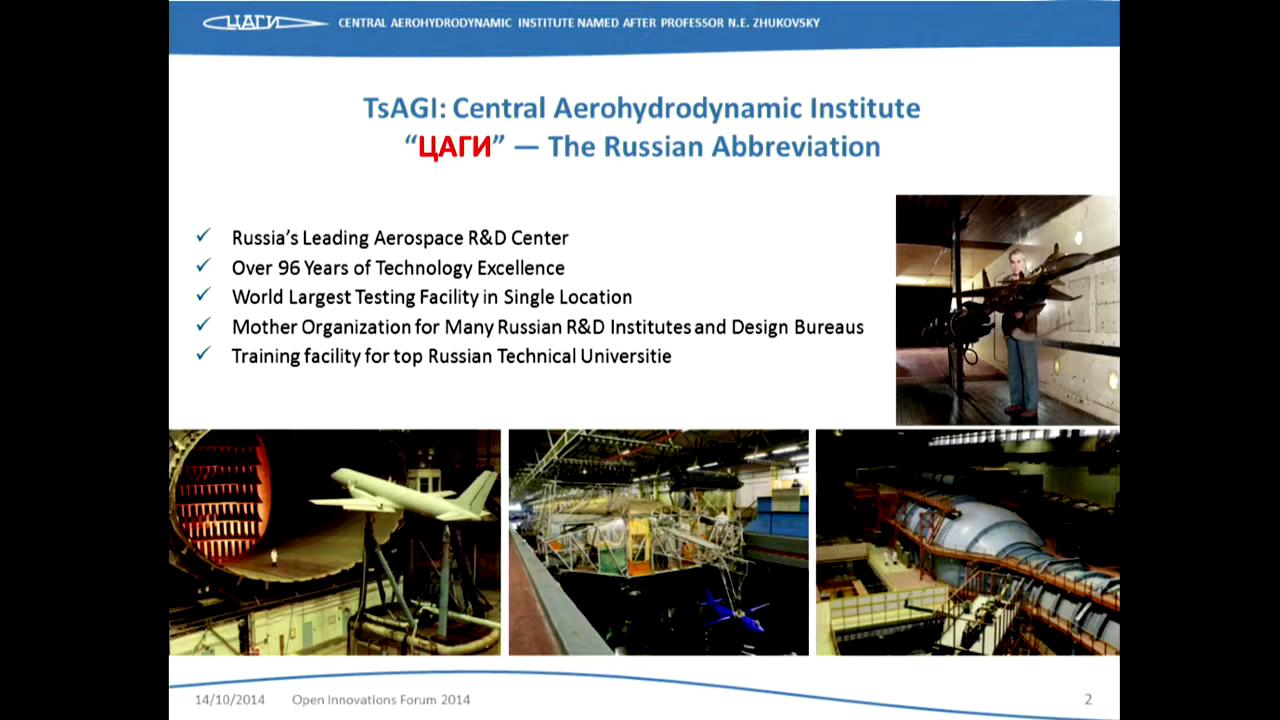 ЦАГИ CENTRAL AEROHYDRODYNAMIC INSTITUTE NAMED AFTER PROFESSOR N.E. ZHUKOVSKY
TsAGI: Central Aerohydrodynamic Institute
“ЦАГИ” — The Russian Abbreviation
Russia’s Leading Aerospace R&D Center
Over 96 Years of Technology Excellence
World Largest Testing Facility in Single Location
Mother Organization for Many Russian R&D Institutes and Design Bureaus
Training facility for top Russian Technical Universitie
14/10/2014 Open Innovations Forum 2014 2